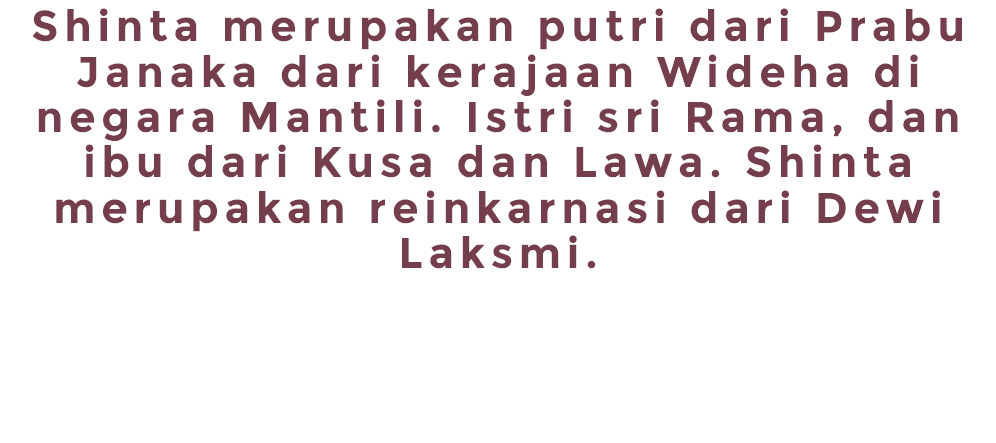 Shinta merupakan putri dari Prabu
Janaka dari kerajaan Wideha di
negara Mantili. Istri sri Rama, dan
ibu dari Kusa dan Lawa. Shinta
merupakan reinkarnasi dari Dewi
Laksmi.